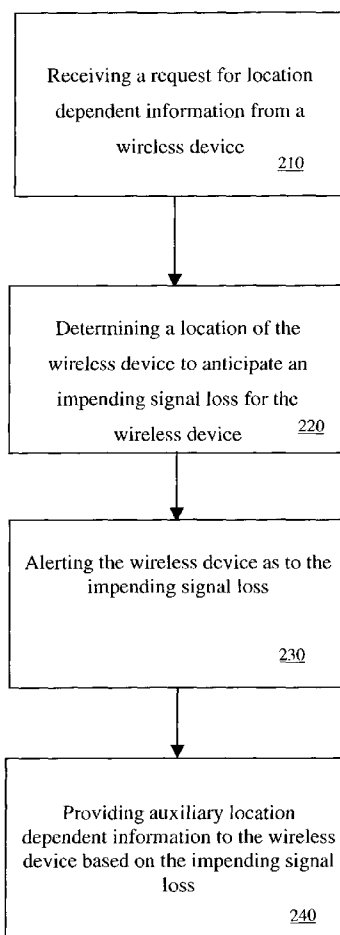 Receiving a request for location
dependent information from a
wireless device
210
Determining a location of the
wireless device to anticipate an
impending signal loss for the
wireless device
220
Alerting the wireless device as to the
impending signal loss
230
Providing auxiliary location
dependent information to the wireless
device based on the impending signal
loss
240